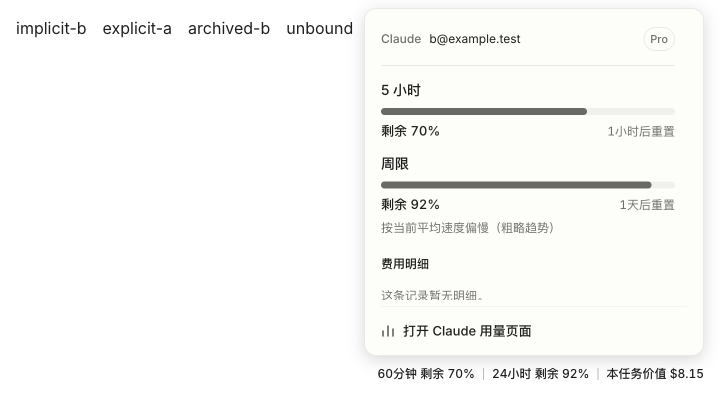 implicit-b explicit-a archived-b unbound
Claude b@example.test Pro
5 小时
剩余 70% 1小时后重置
周限
剩余 92% 1天后重置
按当前平均速度偏慢（粗略趋势）
费用明细
这条记录暂无明细。
打开 Claude 用量页面
60分钟 剩余 70% 24小时 剩余 92% 本任务价值 $8.15